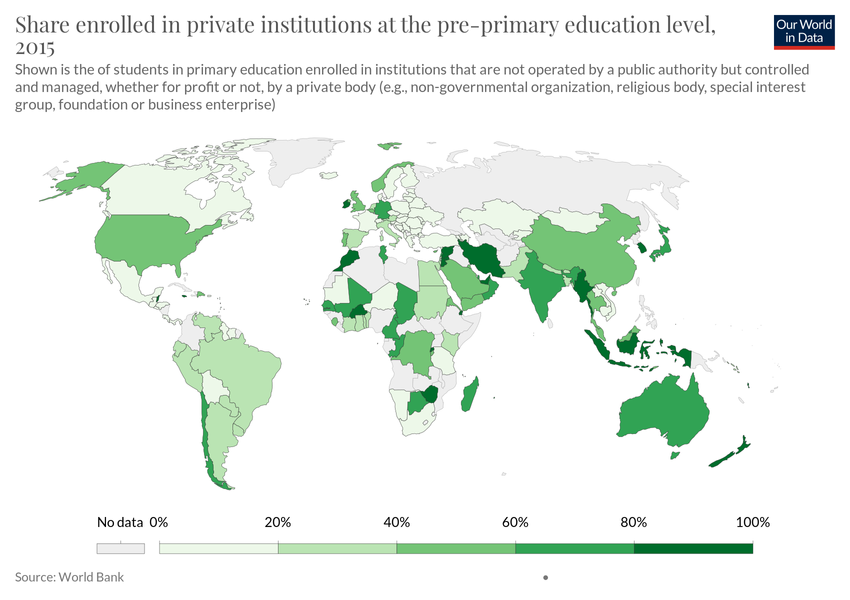 Share enrolled in private institutions at the pre-primary education level,
2015
Our World
in Data
Shown is the of students in primary education enrolled in institutions that are not operated by a public authority but controlled
and managed, whether for profit or not, by a private body (e.g., non-governmental organization, religious body, special interest
group, foundation or business enterprise)
No data 0% 20% 40% 60% 80% 100%
Source: World Bank